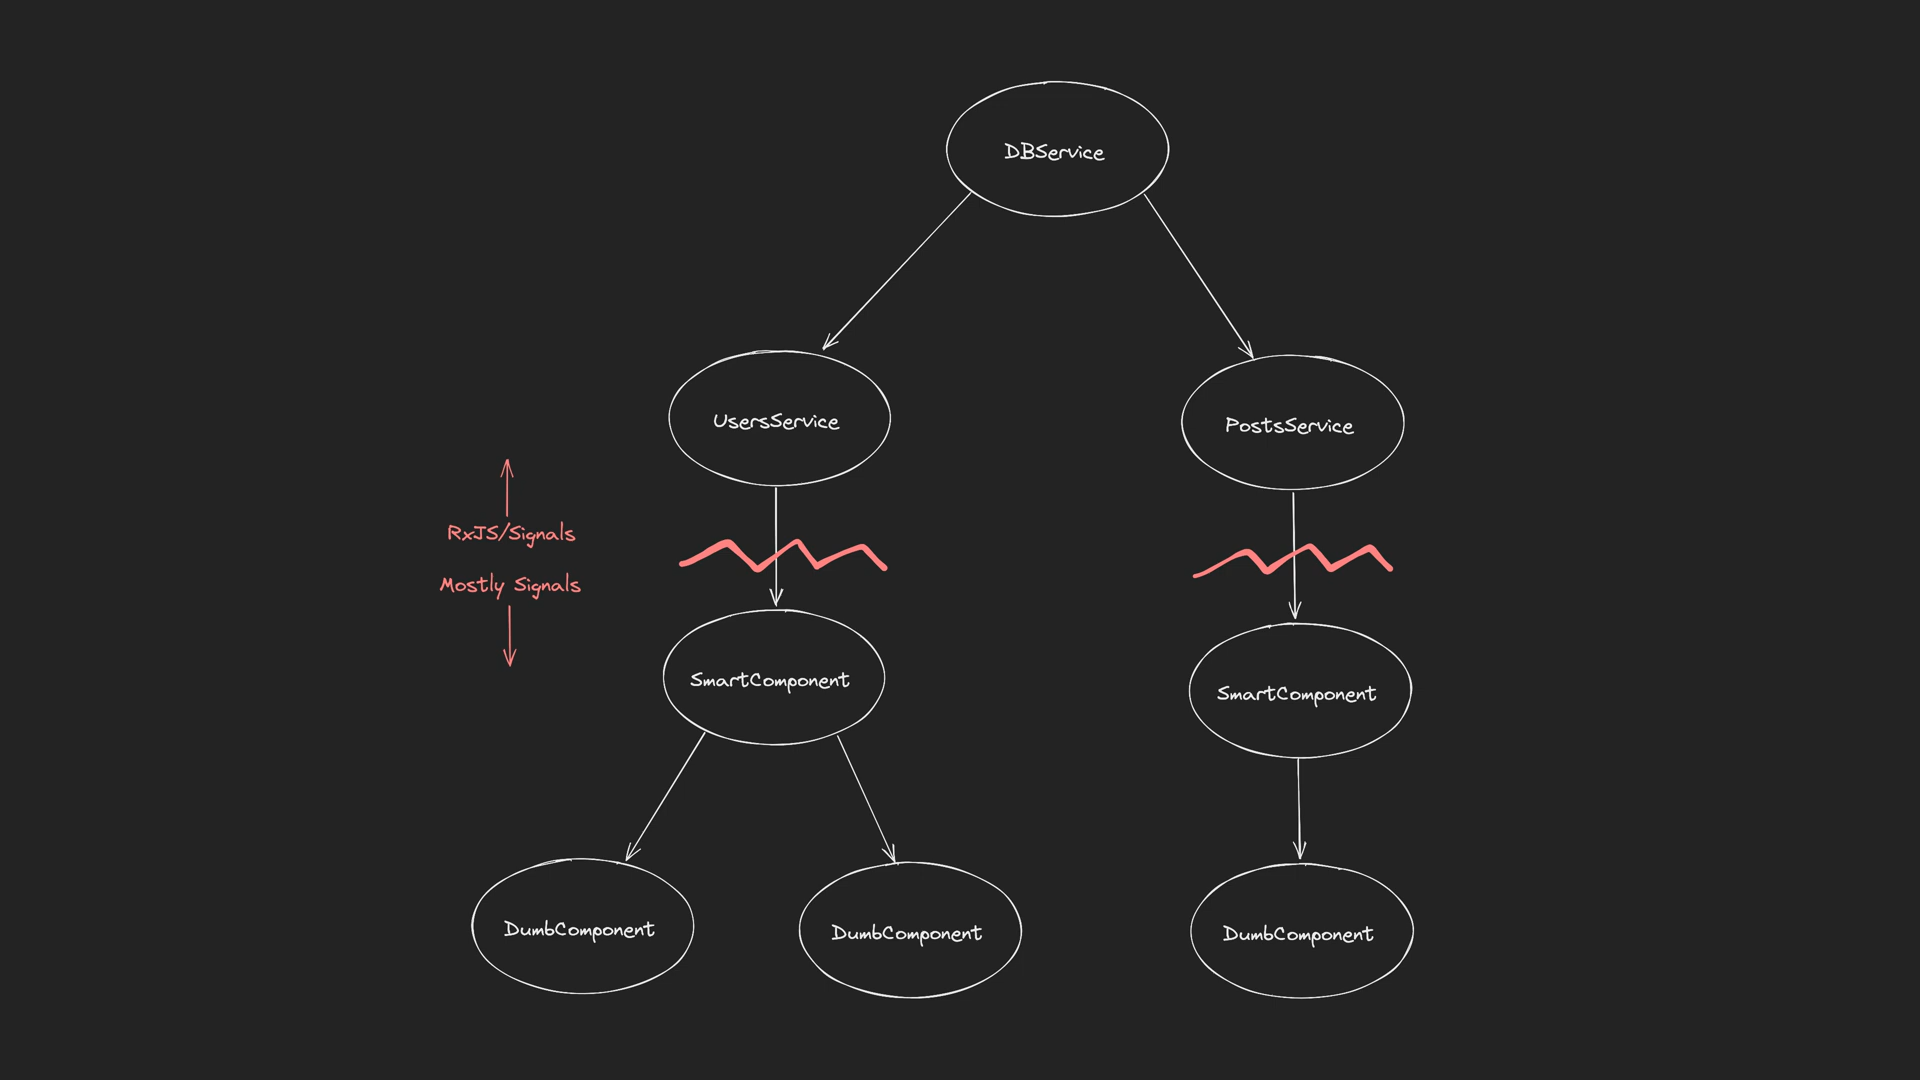 DBService
UsersService
PostsService
RxJS/Signals
Mostly Signals
SmartComponent
SmartComponent
DumbComponent
DumbComponent
DumbComponent